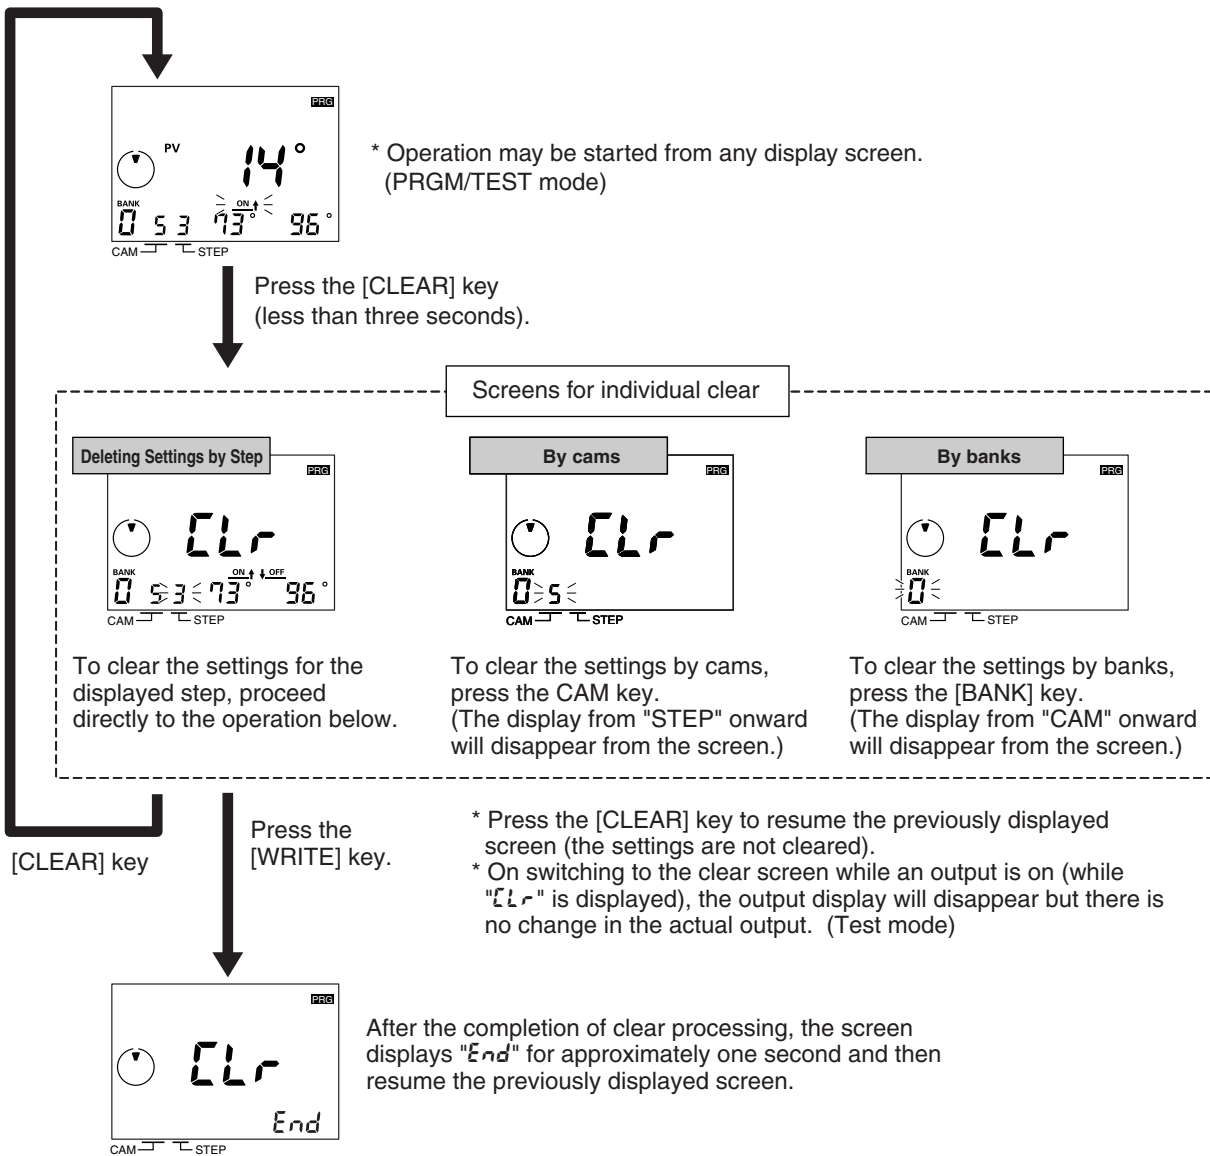 PRG
PV
14°
BANK
ON
0 5 3 73° 96°
CAM STEP
* Operation may be started from any display screen.
(PRGM/TEST mode)
Press the [CLEAR] key
(less than three seconds).
Screens for individual clear
Deleting Settings by Step
PRG
CLr
BANK
ON OFF
0 5 3 73° 96°
CAM STEP
To clear the settings for the
displayed step, proceed
directly to the operation below.
By cams
PRG
CLr
BANK
0 5
CAM STEP
To clear the settings by cams,
press the CAM key.
(The display from "STEP" onward
will disappear from the screen.)
By banks
PRG
CLr
BANK
0
CAM STEP
To clear the settings by banks,
press the [BANK] key.
(The display from "CAM" onward
will disappear from the screen.)
[CLEAR] key
Press the
[WRITE] key.
* Press the [CLEAR] key to resume the previously displayed
screen (the settings are not cleared).
* On switching to the clear screen while an output is on (while
"CLr" is displayed), the output display will disappear but there is
no change in the actual output. (Test mode)
PRG
CLr
End
CAM STEP
After the completion of clear processing, the screen
displays "End" for approximately one second and then
resume the previously displayed screen.